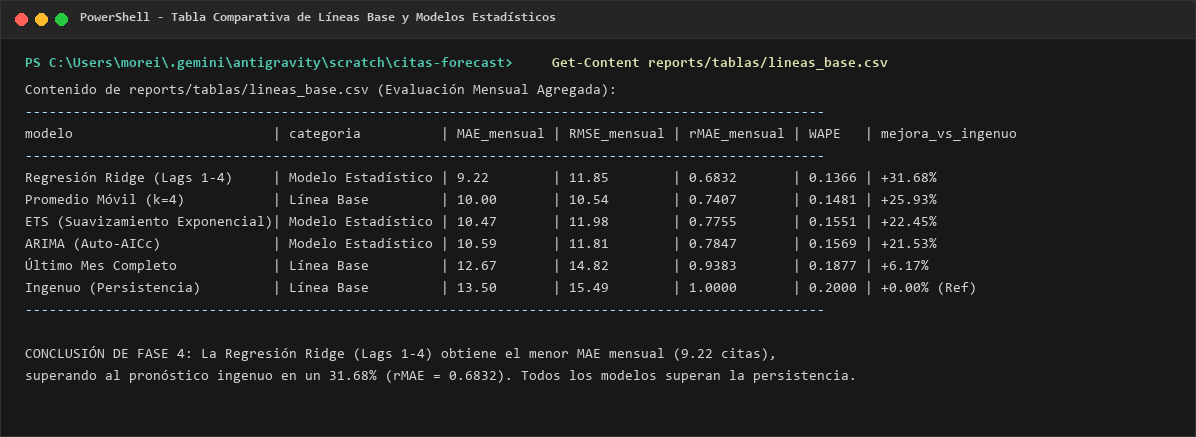 PowerShell - Tabla Comparativa de Líneas Base y Modelos Estadísticos
PS C:\Users\morei\.gemini\antigravity\scratch\citas-forecast> Get-Content reports/tablas/lineas_base.csv
Contenido de reports/tablas/lineas_base.csv (Evaluación Mensual Agregada):
----------------------------------------------------------------------------------------------------
modelo | categoria | MAE_mensual | RMSE_mensual | rMAE_mensual | WAPE | mejora_vs_ingenuo
----------------------------------------------------------------------------------------------------
Regresión Ridge (Lags 1-4) | Modelo Estadístico | 9.22 | 11.85 | 0.6832 | 0.1366 | +31.68%
Promedio Móvil (k=4) | Línea Base | 10.00 | 10.54 | 0.7407 | 0.1481 | +25.93%
ETS (Suavizamiento Exponencial)| Modelo Estadístico | 10.47 | 11.98 | 0.7755 | 0.1551 | +22.45%
ARIMA (Auto-AICc) | Modelo Estadístico | 10.59 | 11.81 | 0.7847 | 0.1569 | +21.53%
Último Mes Completo | Línea Base | 12.67 | 14.82 | 0.9383 | 0.1877 | +6.17%
Ingenuo (Persistencia) | Línea Base | 13.50 | 15.49 | 1.0000 | 0.2000 | +0.00% (Ref)
----------------------------------------------------------------------------------------------------
CONCLUSIÓN DE FASE 4: La Regresión Ridge (Lags 1-4) obtiene el menor MAE mensual (9.22 citas),
superando al pronóstico ingenuo en un 31.68% (rMAE = 0.6832). Todos los modelos superan la persistencia.